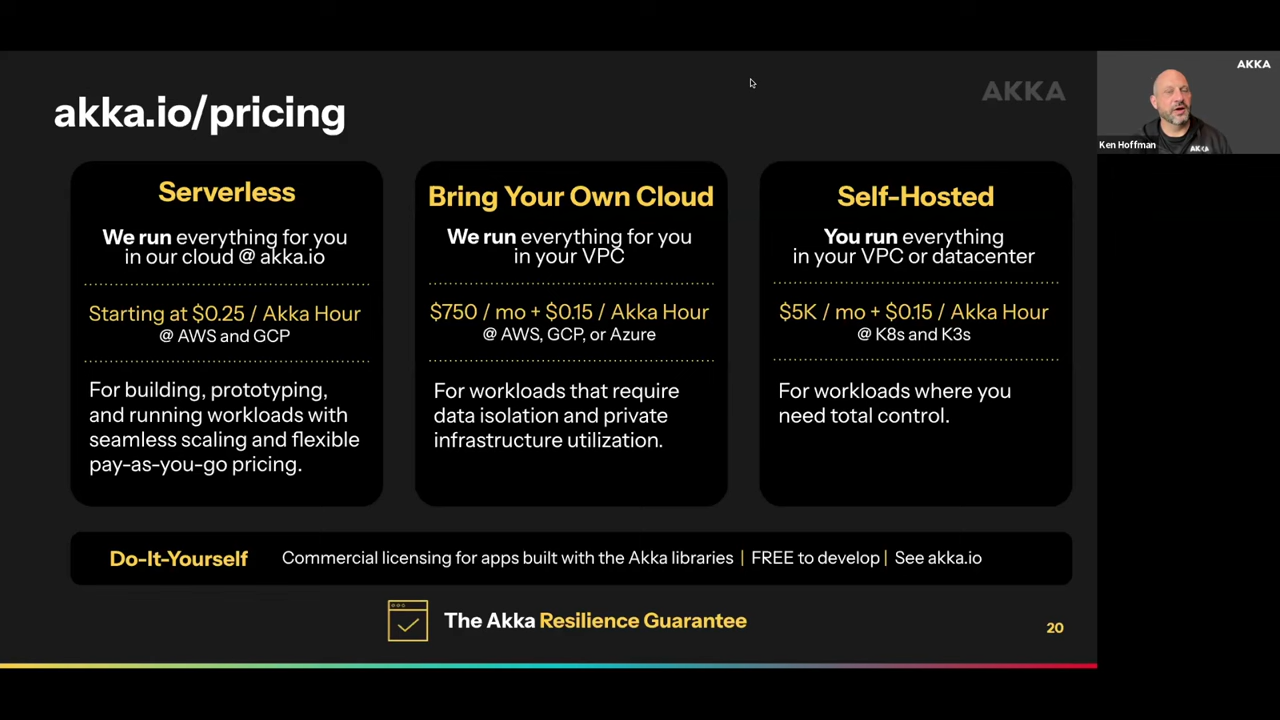 akka.io/pricing
AKKA
AKKA
Ken Hoffman
AKKA
Serverless
We run everything for you
in our cloud @ akka.io
Starting at $0.25 / Akka Hour
@ AWS and GCP
For building, prototyping,
and running workloads with
seamless scaling and flexible
pay-as-you-go pricing.
Bring Your Own Cloud
We run everything for you
in your VPC
$750 / mo + $0.15 / Akka Hour
@ AWS, GCP, or Azure
For workloads that require
data isolation and private
infrastructure utilization.
Self-Hosted
You run everything
in your VPC or datacenter
$5K / mo + $0.15 / Akka Hour
@ K8s and K3s
For workloads where you
need total control.
Do-It-Yourself Commercial licensing for apps built with the Akka libraries | FREE to develop | See akka.io
The Akka Resilience Guarantee
20